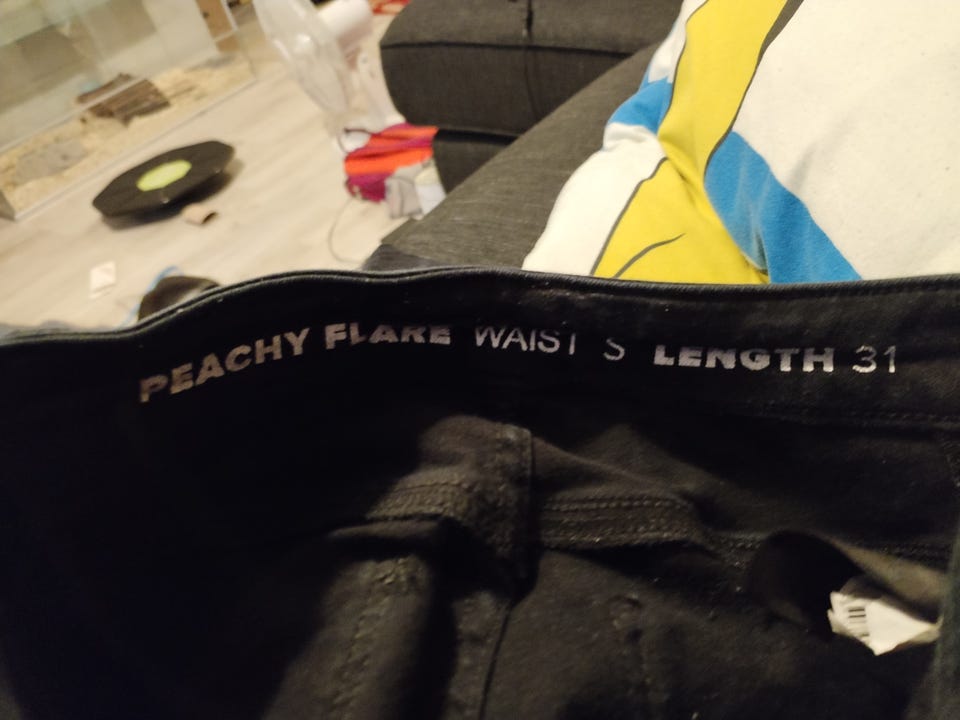 PEACHY FLARE WAIST S LENGTH 31